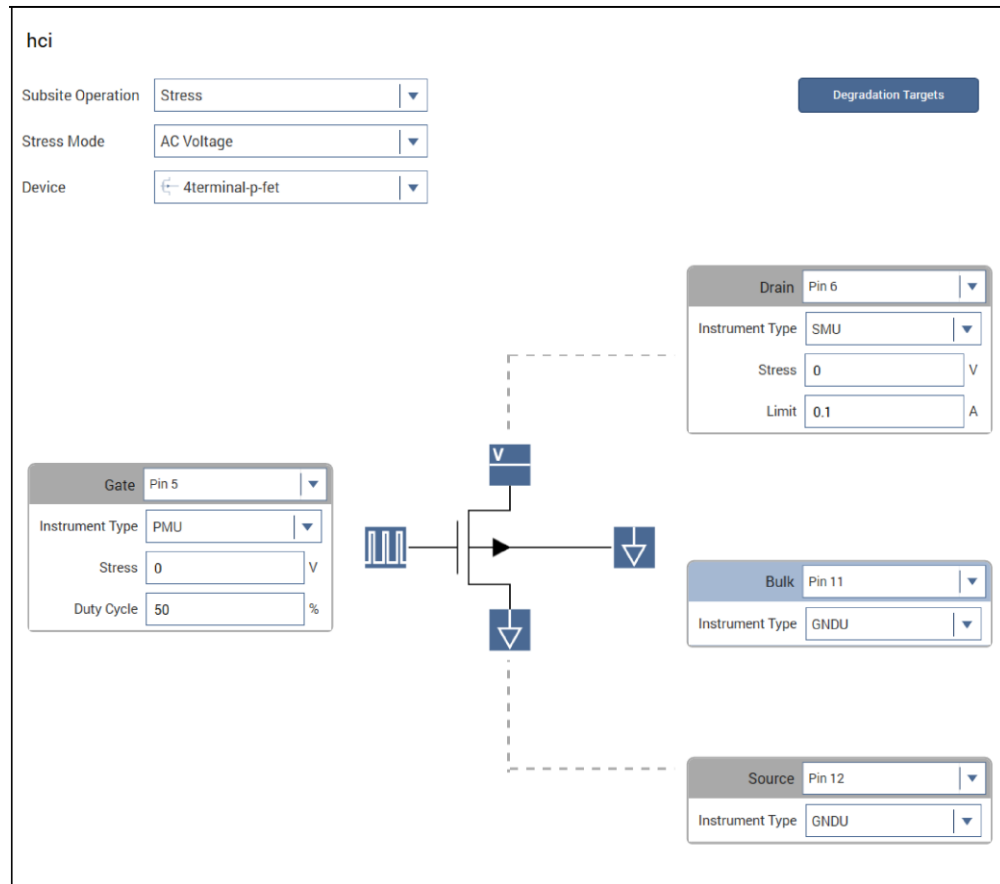 hci
Subsite Operation Stress
Degradation Targets
Stress Mode AC Voltage
Device 4terminal-p-fet
Drain Pin 6
Instrument Type SMU
Stress 0 V
Limit 0.1 A
V
Gate Pin 5
Instrument Type PMU
Stress 0 V
Duty Cycle 50 %
Bulk Pin 11
Instrument Type GNDU
Source Pin 12
Instrument Type GNDU